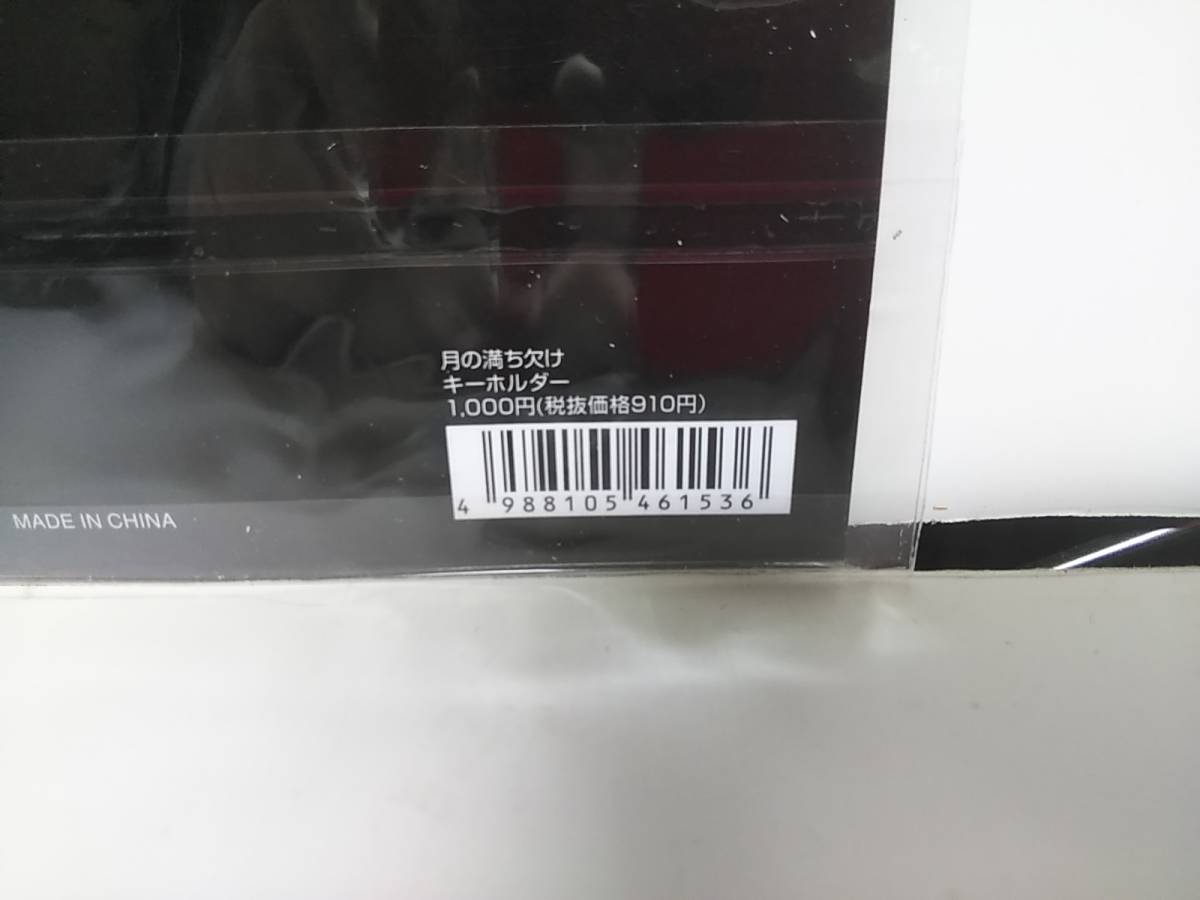 月の満ち欠け
キーホルダー
1,000円(税抜価格910円)
4 988105 461536
MADE IN CHINA